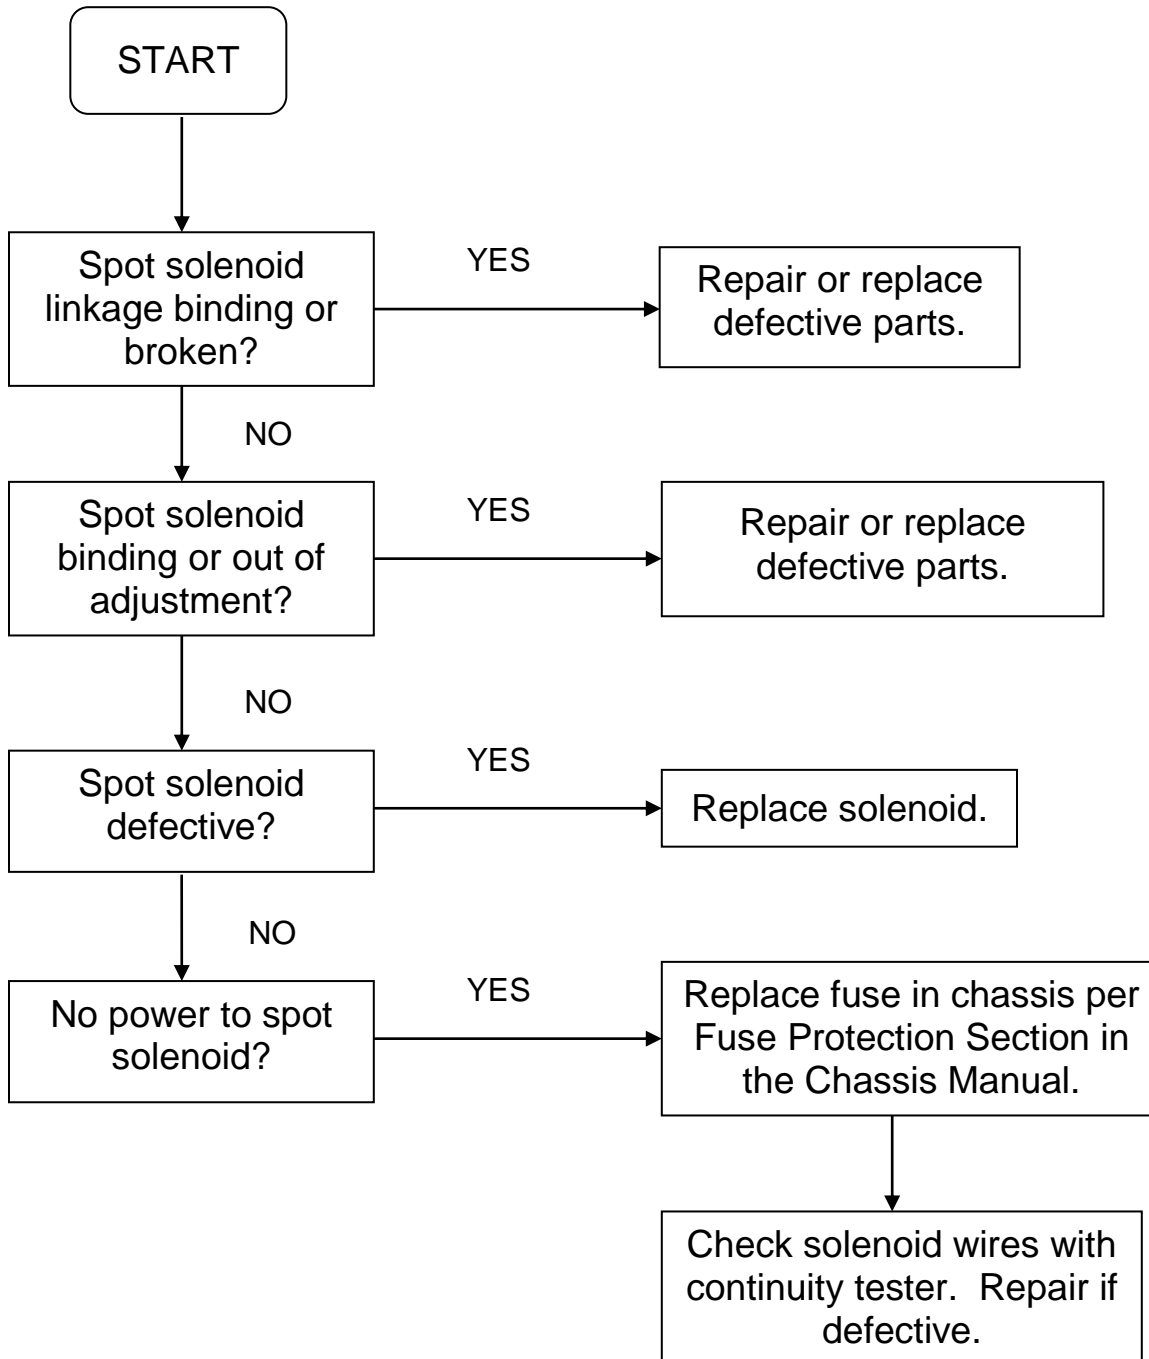 START
Spot solenoid
linkage binding or
broken?
YES
Repair or replace
defective parts.
NO
Spot solenoid
binding or out of
adjustment?
YES
Repair or replace
defective parts.
NO
Spot solenoid
defective?
YES
Replace solenoid.
NO
No power to spot
solenoid?
YES
Replace fuse in chassis per
Fuse Protection Section in
the Chassis Manual.
Check solenoid wires with
continuity tester.  Repair if
defective.